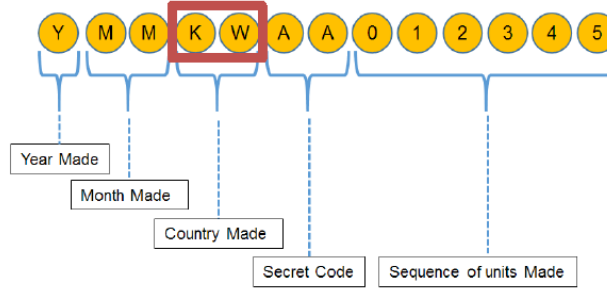 Y M M K W A A 0 1 2 3 4 5
Year Made
Month Made
Country Made
Secret Code
Sequence of units Made